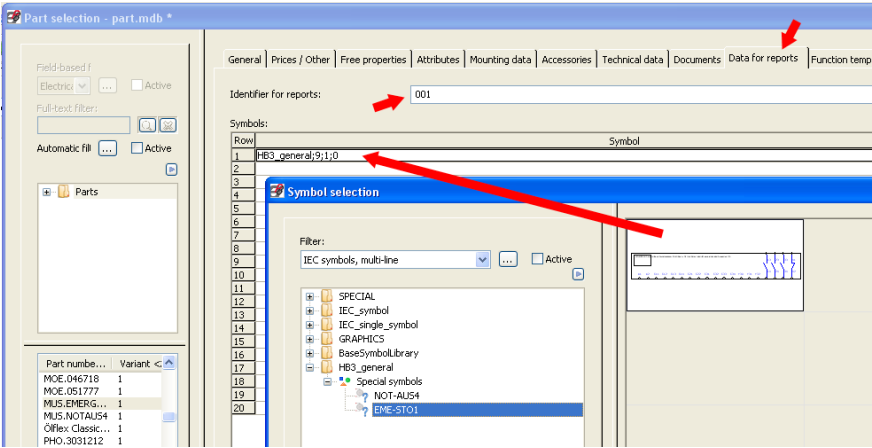 Part selection - part.mdb *
General Prices / Other Free properties Attributes Mounting data Accessories Technical data Documents Data for reports Function temp
Field-based f
Electrica ... Active
Full-text filter:
Automatic fill ... Active
Parts
Identifier for reports: 001
Symbols:
Row Symbol
1 HB3_general;9;1;0
2
3
4
5
6
7
8
9
10
11
12
13
14
15
16
17
18
19
20
Symbol selection
Filter:
IEC symbols, multi-line ... Active
SPECIAL
IEC_symbol
IEC_single_symbol
GRAPHICS
BaseSymbolLibrary
HB3_general
Special symbols
NOT-AUS4
EME-STO1
Part numbe... Variant <
MOE.046718 1
MOE.051777 1
MUS.EMERG... 1
MUS.NOTAUS4 1
Ölflex Classic... 1
PHO.3031212 1